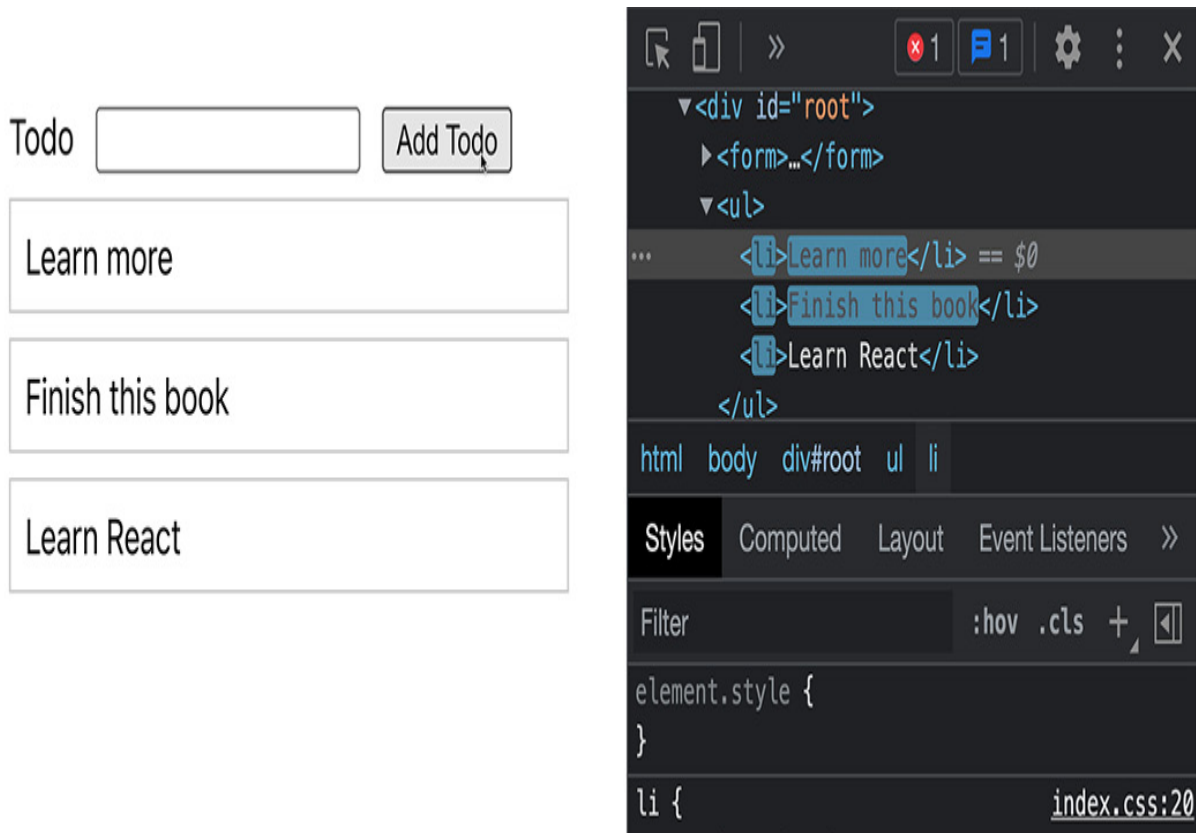 Todo Add Todo
Learn more
Finish this book
Learn React
» 1 1
▼<div id="root">
▶<form>…</form>
▼<ul>
… <li>Learn more</li> == $0
<li>Finish this book</li>
<li>Learn React</li>
</ul>
html body div#root ul li
Styles Computed Layout Event Listeners »
Filter :hov .cls +
element.style {
}
li { index.css:20